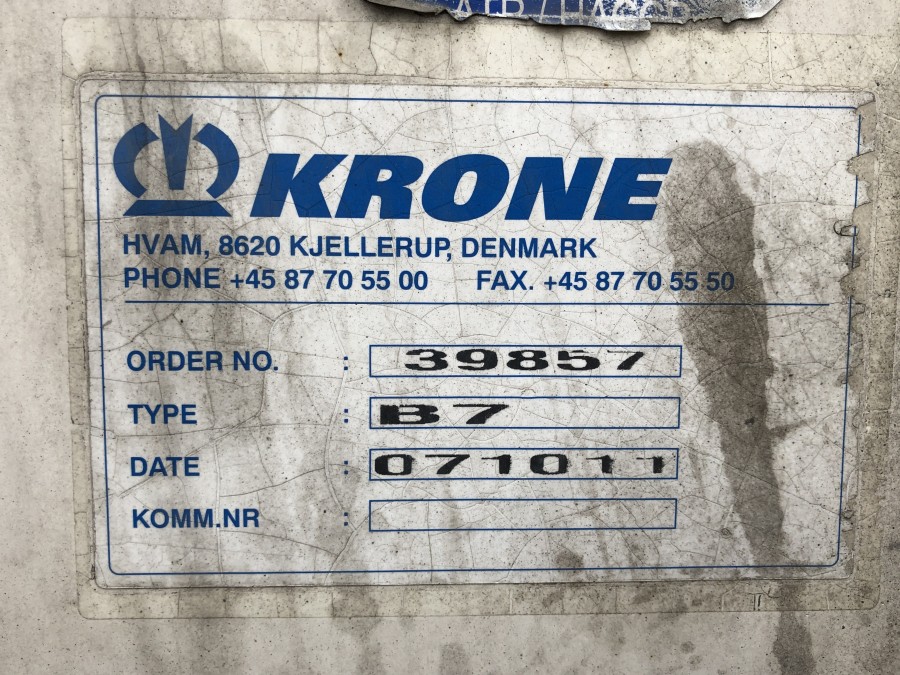 KRONE
HVAM, 8620 KJELLERUP, DENMARK
PHONE +45 87 70 55 00 FAX. +45 87 70 55 50
ORDER NO. : 39857
TYPE : B7
DATE : 071011
KOMM.NR :